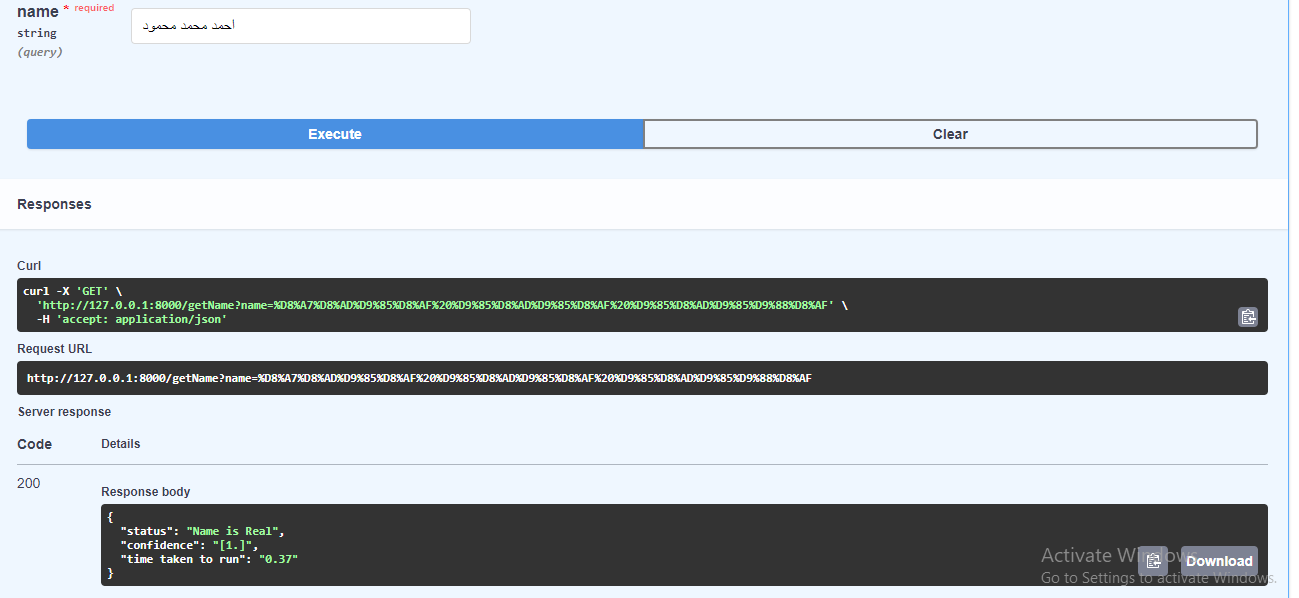 name * required
string
(query)
احمد محمد محمود
Execute
Clear
Responses
Curl
curl -X 'GET' \
'http://127.0.0.1:8000/getName?name=%D8%A7%D8%AD%D9%85%D8%AF%20%D9%85%D8%AD%D9%85%D8%AF%20%D9%85%D8%AD%D9%85%D9%88%D8%AF' \
-H 'accept: application/json'
Request URL
http://127.0.0.1:8000/getName?name=%D8%A7%D8%AD%D9%85%D8%AF%20%D9%85%D8%AD%D9%85%D8%AF%20%D9%85%D8%AD%D9%85%D9%88%D8%AF
Server response
Code Details
200
Response body
{
"status": "Name is Real",
"confidence": "[1.]",
"time taken to run": "0.37"
}
Download
Activate Windows
Go to Settings to activate Windows.